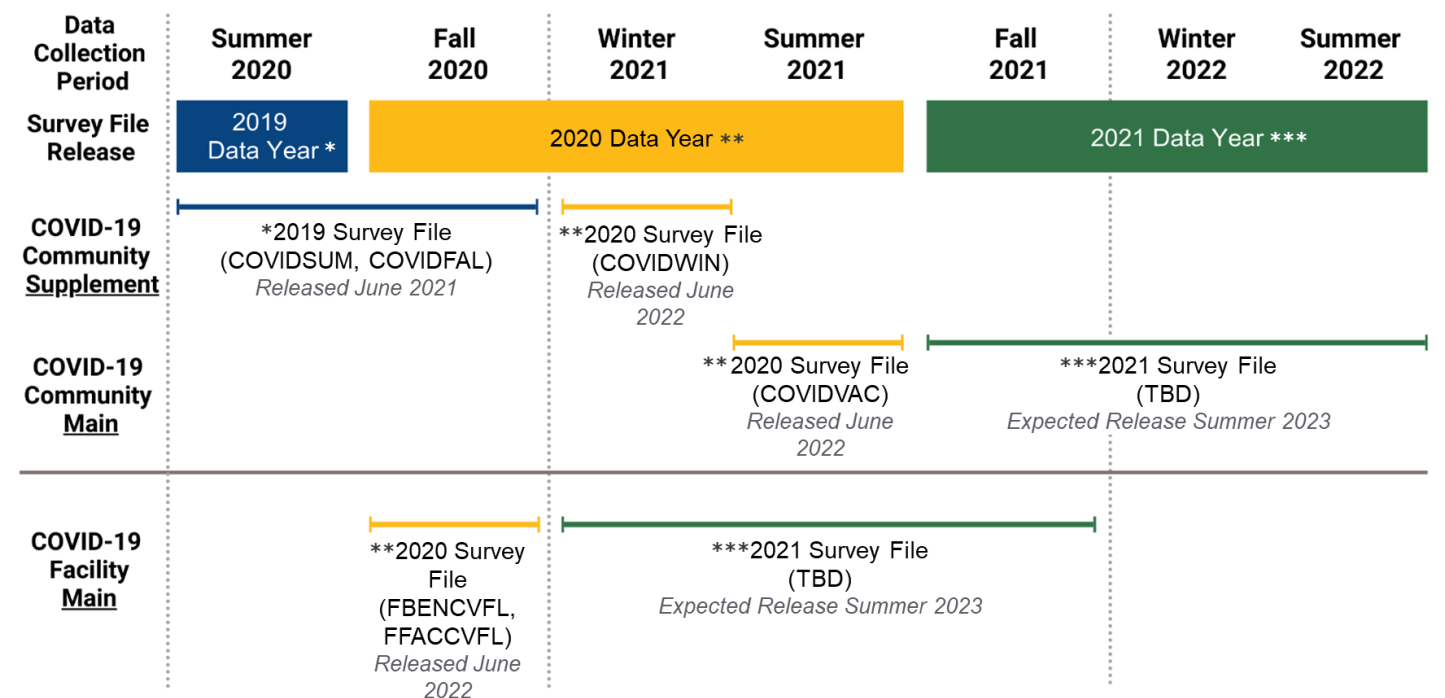 Data
Collection
Period
Summer
2020
Fall
2020
Winter
2021
Summer
2021
Fall
2021
Winter
2022
Summer
2022
Survey File
Release
2019
Data Year *
2020 Data Year **
2021 Data Year ***
COVID-19
Community
Supplement
*2019 Survey File
(COVIDSUM, COVIDFAL)
Released June 2021
**2020 Survey File
(COVIDWIN)
Released June
2022
COVID-19
Community
Main
**2020 Survey File
(COVIDVAC)
Released June
2022
***2021 Survey File
(TBD)
Expected Release Summer 2023
COVID-19
Facility
Main
**2020 Survey
File
(FBENCVFL,
FFACCVFL)
Released June
2022
***2021 Survey File
(TBD)
Expected Release Summer 2023